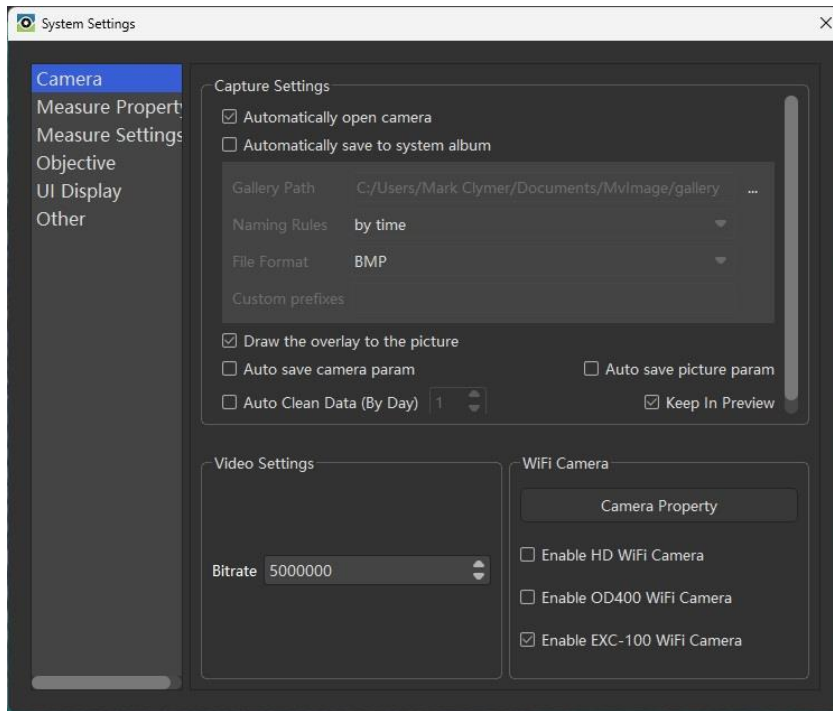 System Settings
Camera
Measure Property
Measure Settings
Objective
UI Display
Other
Capture Settings
Automatically open camera
Automatically save to system album
Gallery Path C:/Users/Mark Clymer/Documents/MvImage/gallery ...
Naming Rules by time
File Format BMP
Custom prefixes
Draw the overlay to the picture
Auto save camera param Auto save picture param
Auto Clean Data (By Day) 1 Keep In Preview
Video Settings
Bitrate 5000000
WiFi Camera
Camera Property
Enable HD WiFi Camera
Enable OD400 WiFi Camera
Enable EXC-100 WiFi Camera